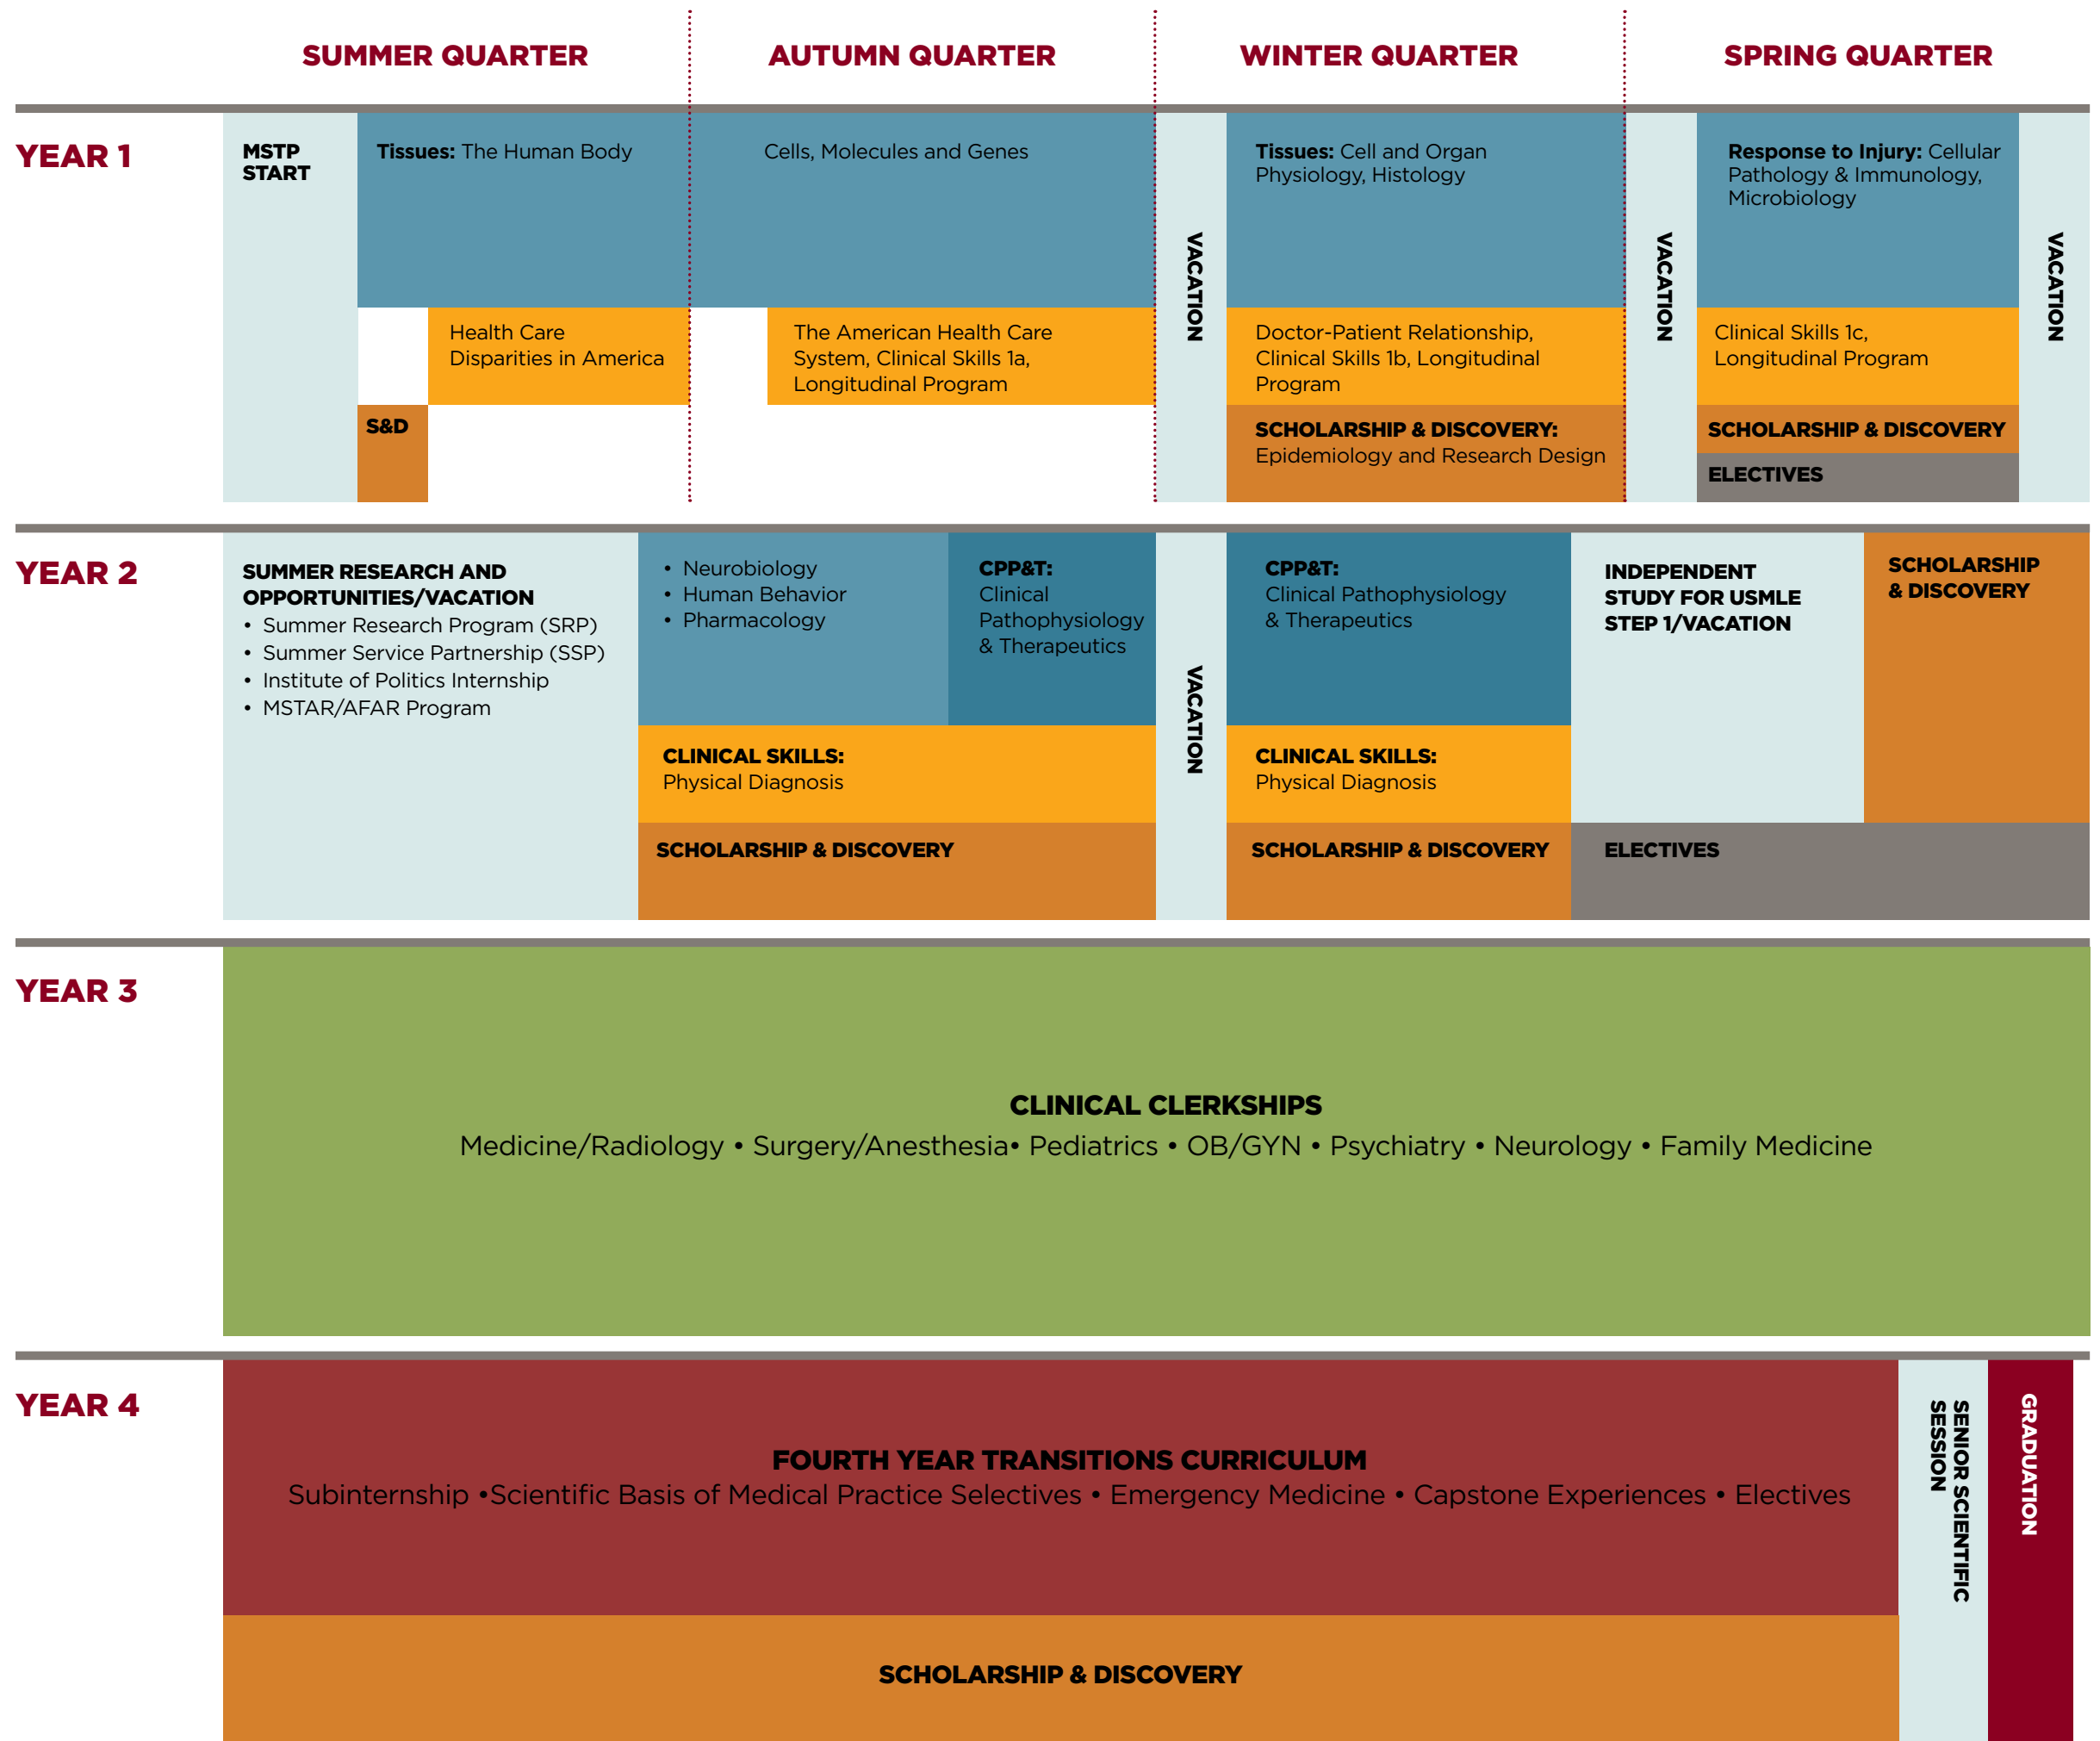 SUMMER QUARTER
AUTUMN QUARTER
WINTER QUARTER
SPRING QUARTER
YEAR 1
MSTP
START
Tissues: The Human Body
Cells, Molecules and Genes
VACATION
Tissues: Cell and Organ
Physiology, Histology
VACATION
Response to Injury: Cellular
Pathology & Immunology,
Microbiology
VACATION
Health Care
Disparities in America
The American Health Care
System, Clinical Skills 1a,
Longitudinal Program
Doctor-Patient Relationship,
Clinical Skills 1b, Longitudinal
Program
Clinical Skills 1c,
Longitudinal Program
S&D
SCHOLARSHIP & DISCOVERY:
Epidemiology and Research Design
SCHOLARSHIP & DISCOVERY
ELECTIVES
YEAR 2
SUMMER RESEARCH AND
OPPORTUNITIES/VACATION
• Summer Research Program (SRP)
• Summer Service Partnership (SSP)
• Institute of Politics Internship
• MSTAR/AFAR Program
• Neurobiology
• Human Behavior
• Pharmacology
CPP&T:
Clinical
Pathophysiology
& Therapeutics
VACATION
CPP&T:
Clinical Pathophysiology
& Therapeutics
INDEPENDENT
STUDY FOR USMLE
STEP 1/VACATION
SCHOLARSHIP
& DISCOVERY
CLINICAL SKILLS:
Physical Diagnosis
CLINICAL SKILLS:
Physical Diagnosis
SCHOLARSHIP & DISCOVERY
SCHOLARSHIP & DISCOVERY
ELECTIVES
YEAR 3
CLINICAL CLERKSHIPS
Medicine/Radiology • Surgery/Anesthesia• Pediatrics • OB/GYN • Psychiatry • Neurology • Family Medicine
YEAR 4
FOURTH YEAR TRANSITIONS CURRICULUM
Subinternship •Scientific Basis of Medical Practice Selectives • Emergency Medicine • Capstone Experiences • Electives
SENIOR SCIENTIFIC
SESSION
GRADUATION
SCHOLARSHIP & DISCOVERY